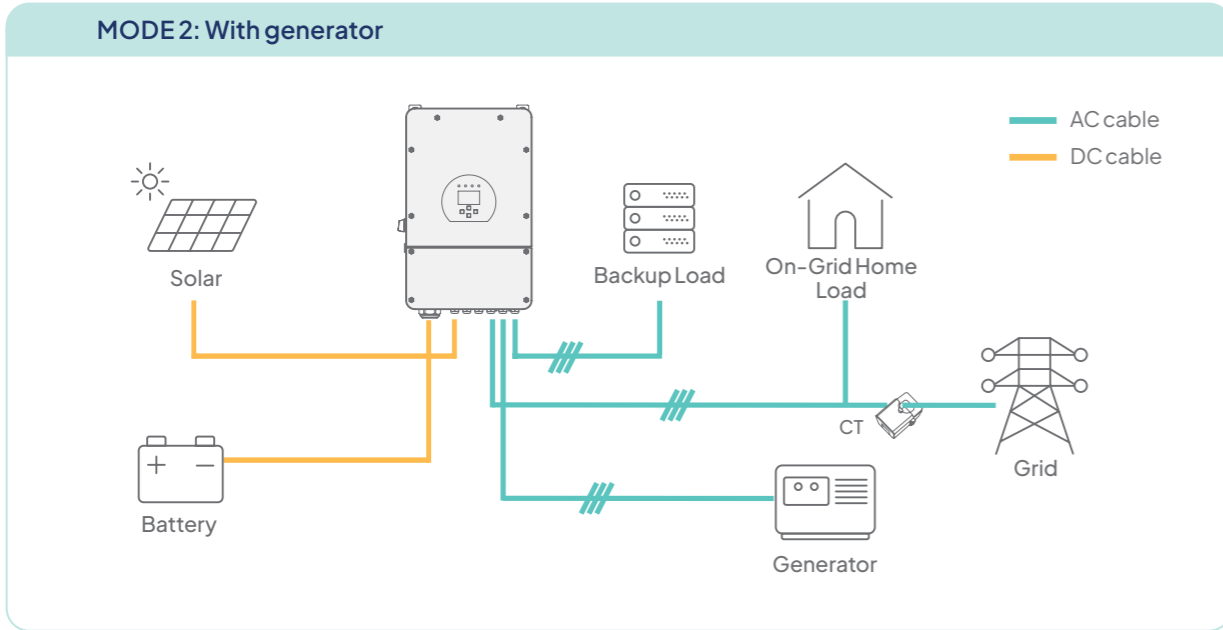 MODE 2: With generator
AC cable
DC cable
Solar
Backup Load
On-Grid Home
Load
CT
Grid
Battery
Generator